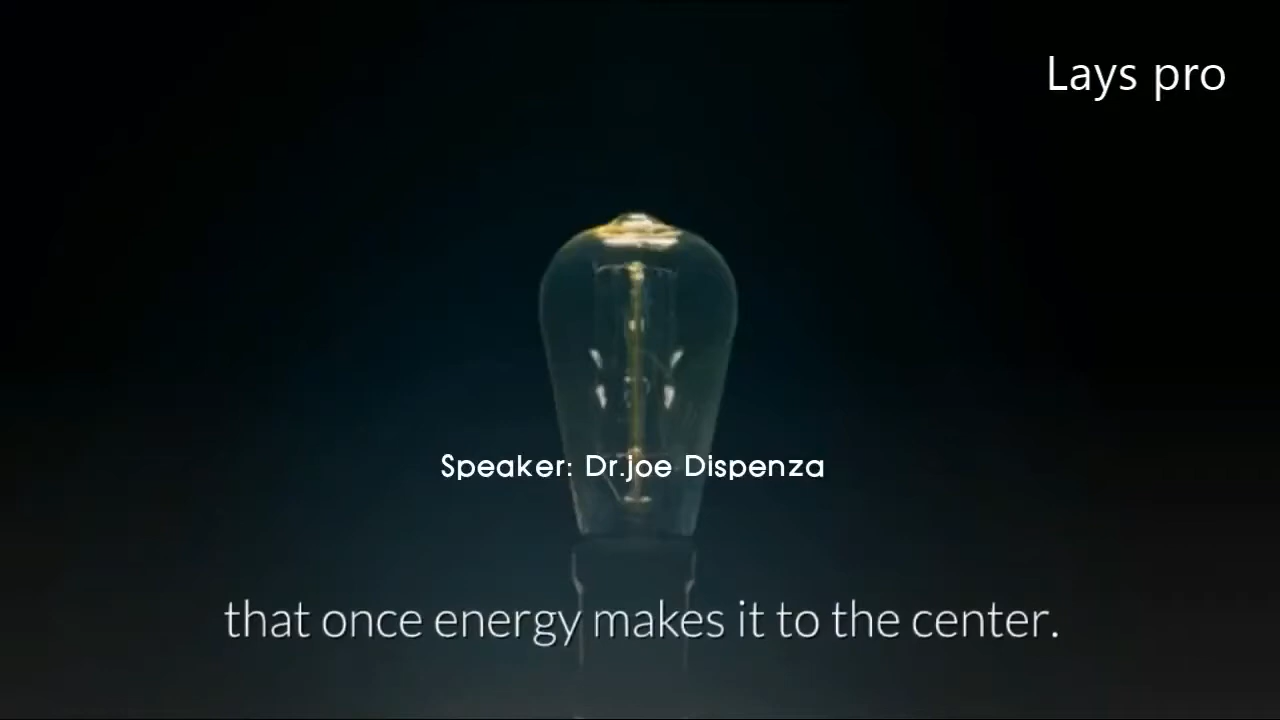 Lays pro
Speaker: Dr.joe Dispenza
that once energy makes it to the center.